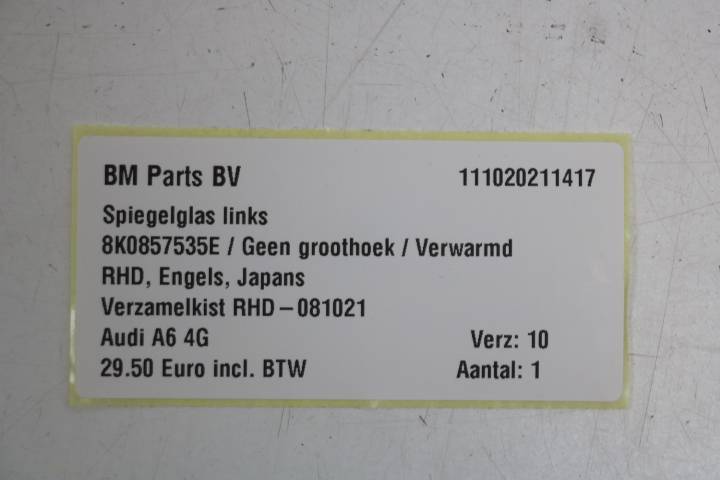 BM Parts BV 111020211417
Spiegelglas links
8K0857535E / Geen groothoek / Verwarmd
RHD, Engels, Japans
Verzamelkist RHD – 081021
Audi A6 4G Verz: 10
29.50 Euro incl. BTW Aantal: 1